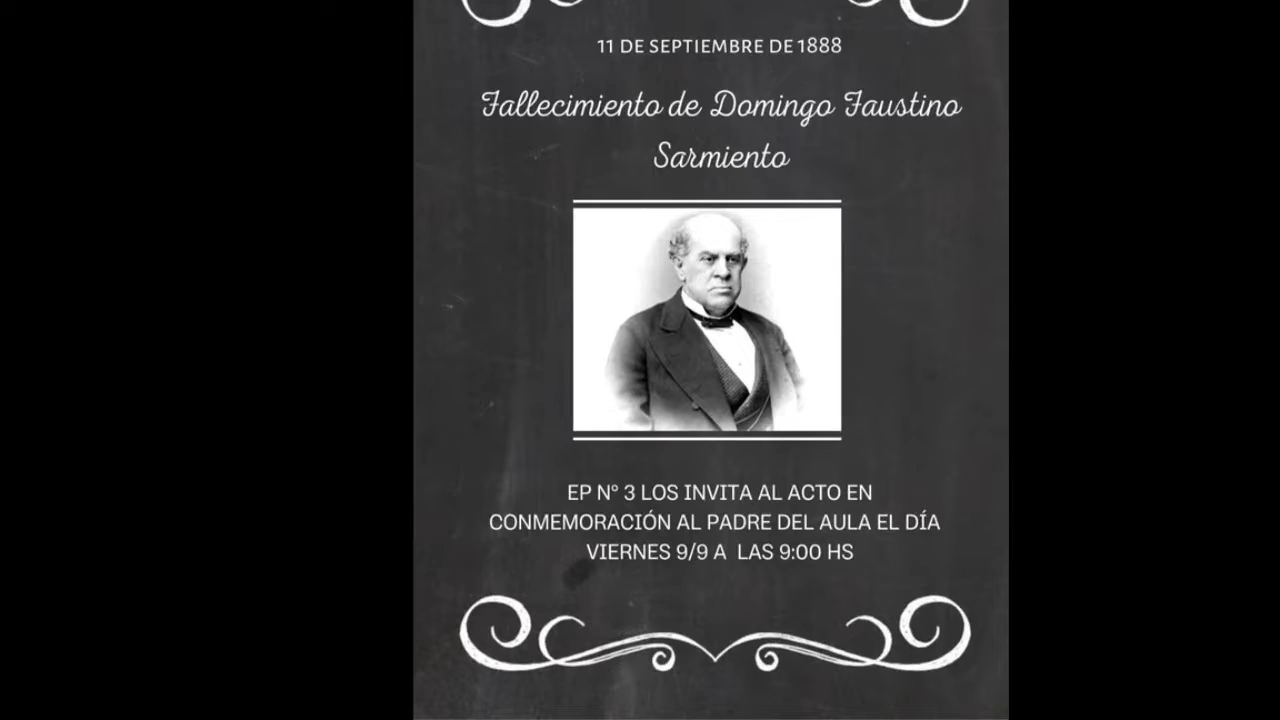 11 DE SEPTIEMBRE DE 1888
Fallecimiento de Domingo Faustino
Sarmiento
EP N° 3 LOS INVITA AL ACTO EN
CONMEMORACIÓN AL PADRE DEL AULA EL DÍA
VIERNES 9/9 A LAS 9:00 HS